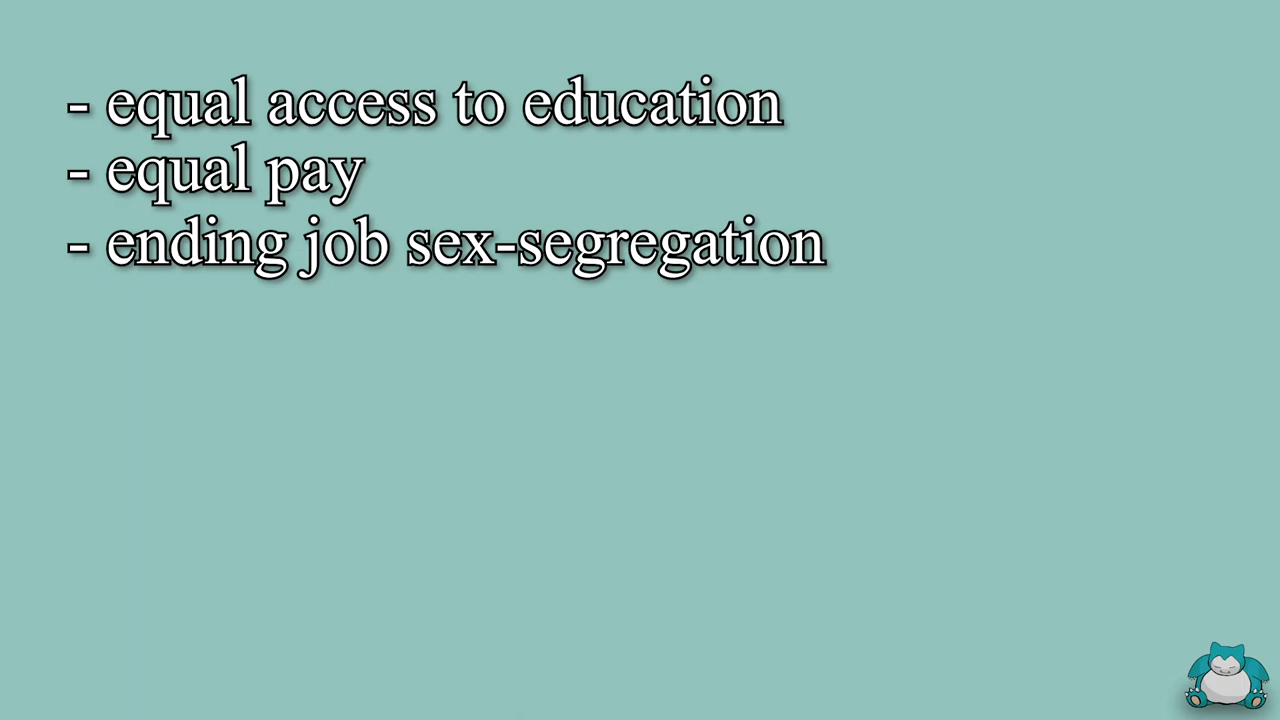 - equal access to education
- equal pay
- ending job sex-segregation